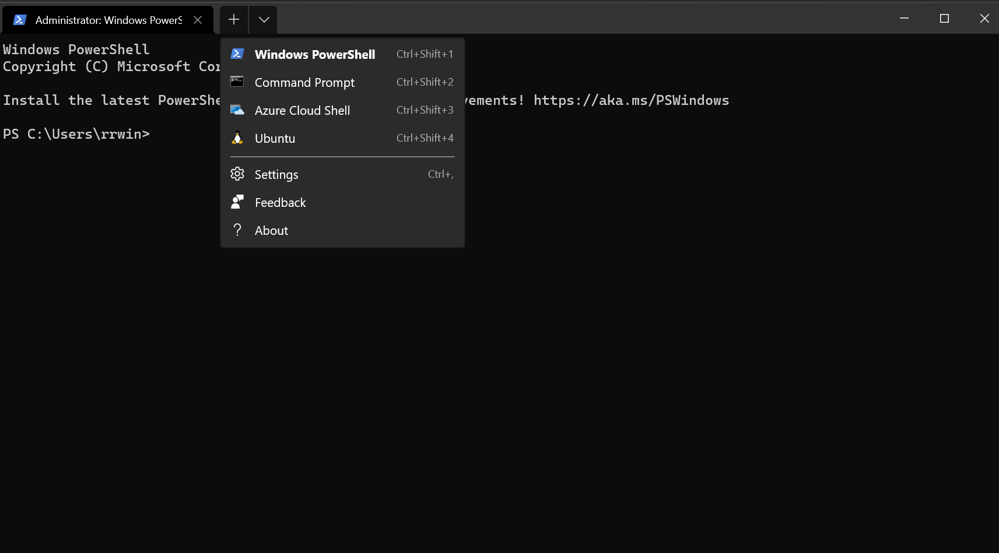 Administrator: Windows PowerS
Windows PowerShell
Copyright (C) Microsoft Cor
Install the latest PowerShe vements! https://aka.ms/PSWindows
PS C:\Users\rrwin>
Windows PowerShell Ctrl+Shift+1
Command Prompt Ctrl+Shift+2
Azure Cloud Shell Ctrl+Shift+3
Ubuntu Ctrl+Shift+4
Settings Ctrl+,
Feedback
? About